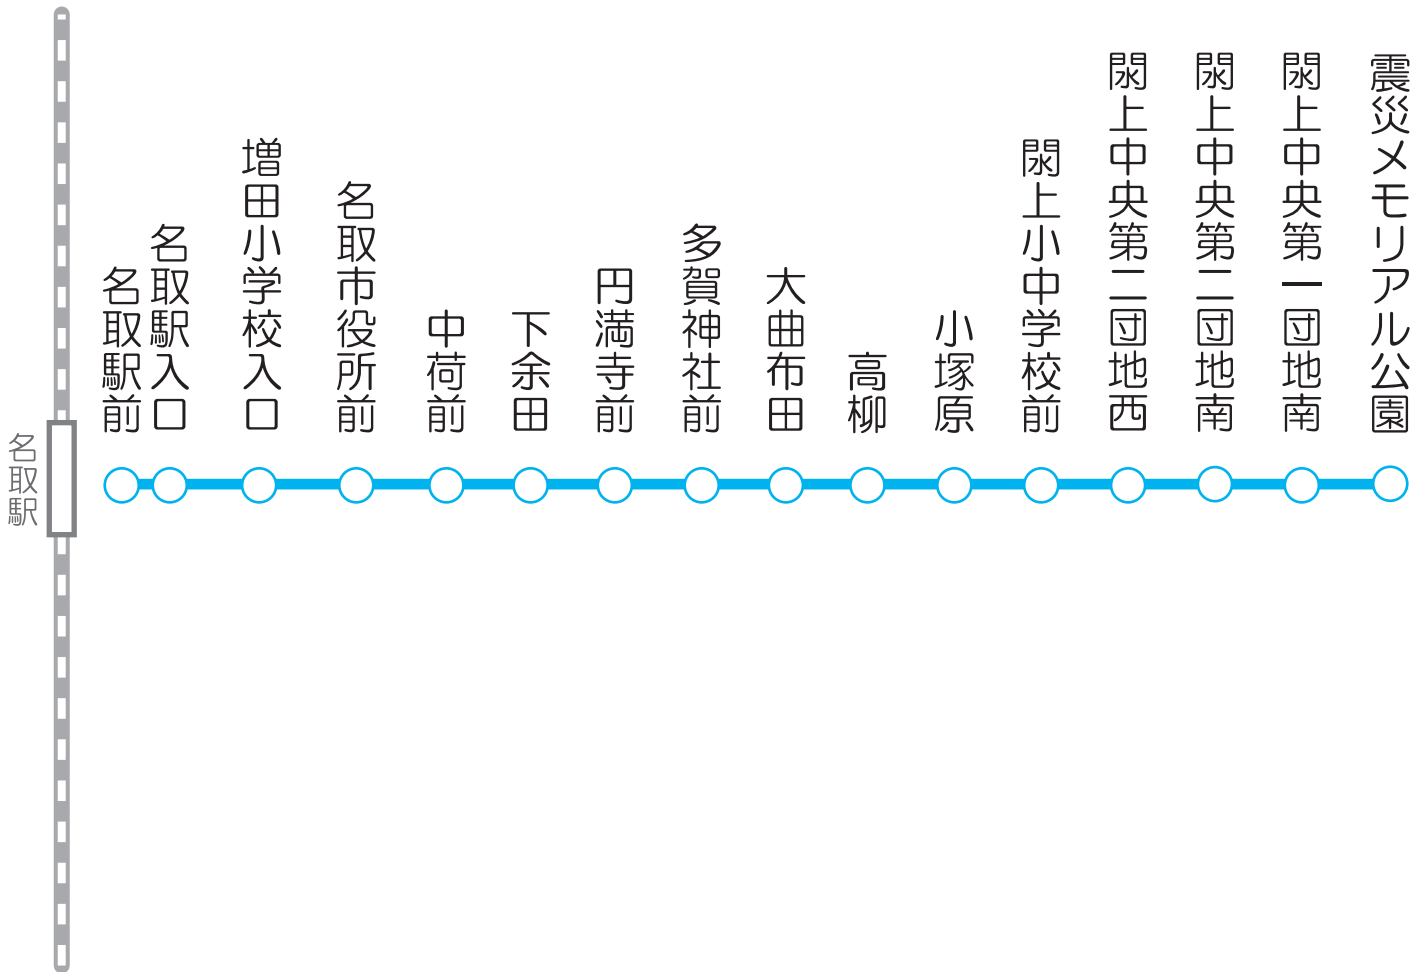 名取駅
名取駅前
名取駅入口
増田小学校入口
名取市役所前
中荷前
下余田
円満寺前
多賀神社前
大曲布田
高柳
小塚原
閖上小中学校前
閖上中央第二団地西
閖上中央第二団地南
閖上中央第一団地南
震災メモリアル公園